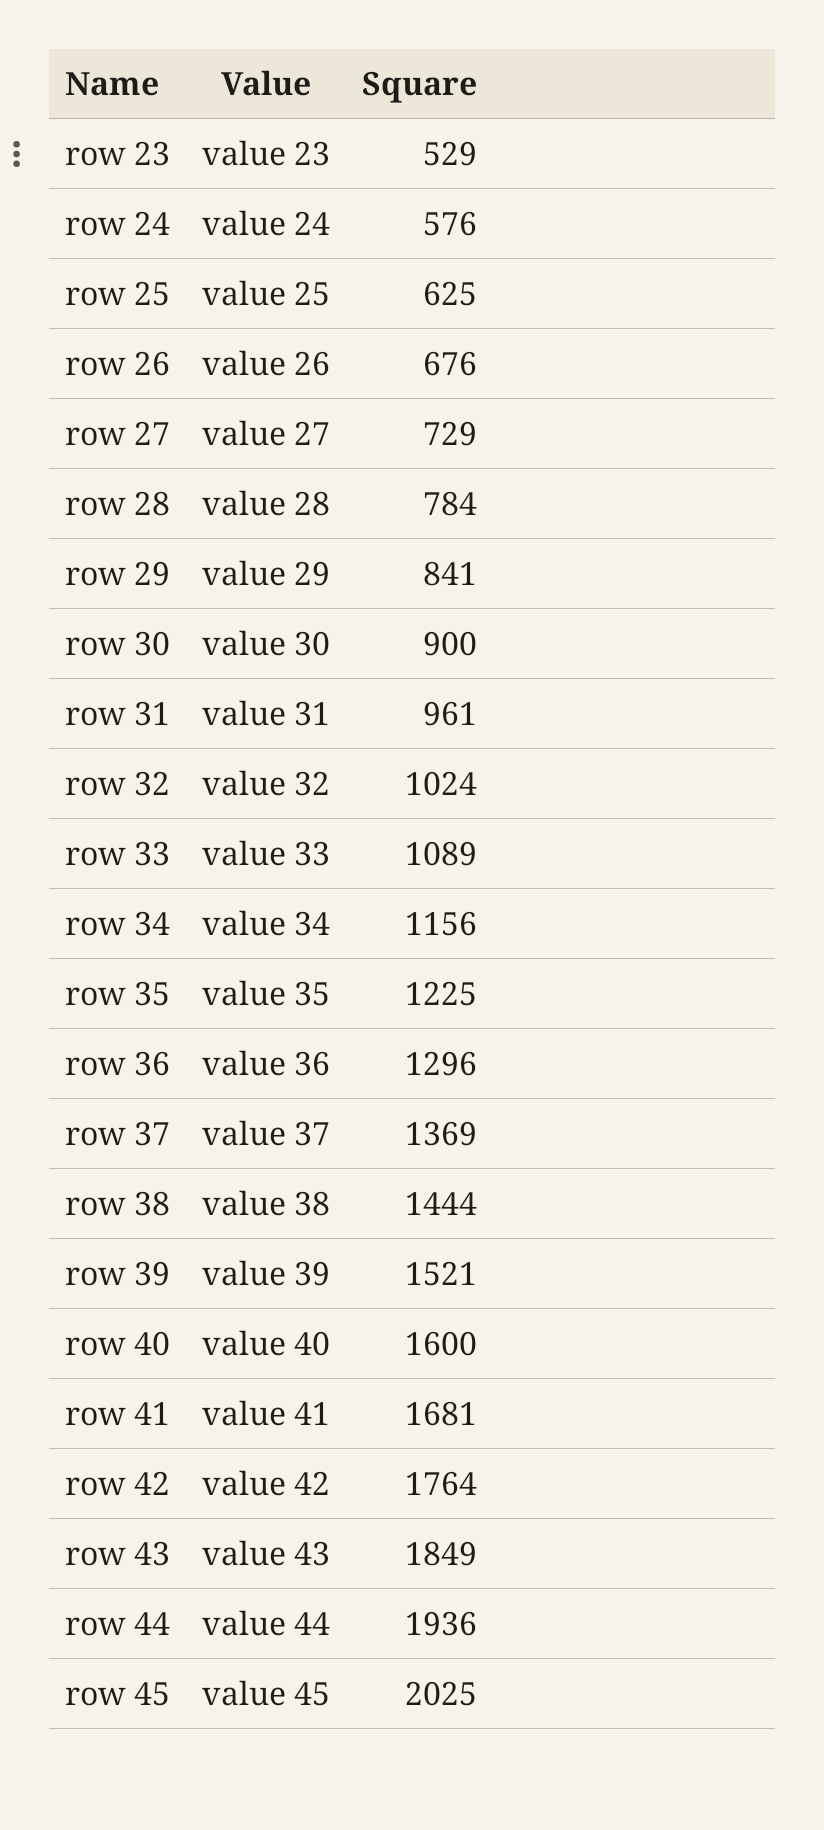 Name Value Square
row 23 value 23 529
row 24 value 24 576
row 25 value 25 625
row 26 value 26 676
row 27 value 27 729
row 28 value 28 784
row 29 value 29 841
row 30 value 30 900
row 31 value 31 961
row 32 value 32 1024
row 33 value 33 1089
row 34 value 34 1156
row 35 value 35 1225
row 36 value 36 1296
row 37 value 37 1369
row 38 value 38 1444
row 39 value 39 1521
row 40 value 40 1600
row 41 value 41 1681
row 42 value 42 1764
row 43 value 43 1849
row 44 value 44 1936
row 45 value 45 2025